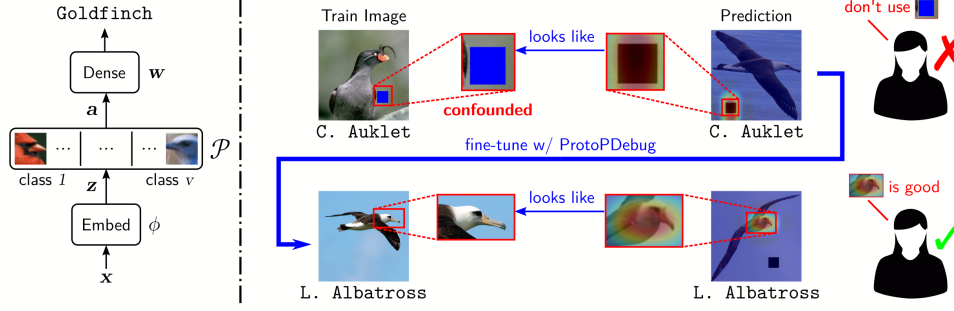 Goldfinch
Dense w
a
... | ... | ... 𝒫
class 1 class v
z
Embed ϕ
x
Train Image
Prediction
looks like
confounded
C. Auklet
C. Auklet
don't use
fine-tune w/ ProtoPDebug
looks like
L. Albatross
L. Albatross
is good